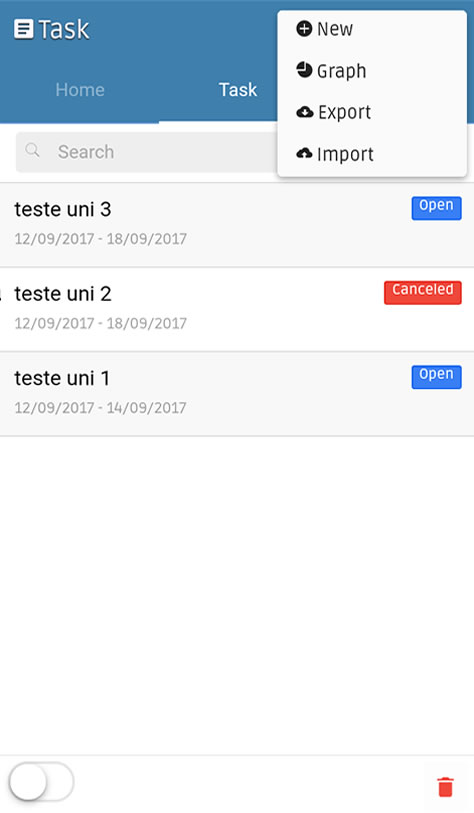 Task
New
Home
Task
Graph
Export
Search
Import
teste uni 3
Open
12/09/2017 - 18/09/2017
teste uni 2
Canceled
12/09/2017 - 18/09/2017
teste uni 1
Open
12/09/2017 - 14/09/2017